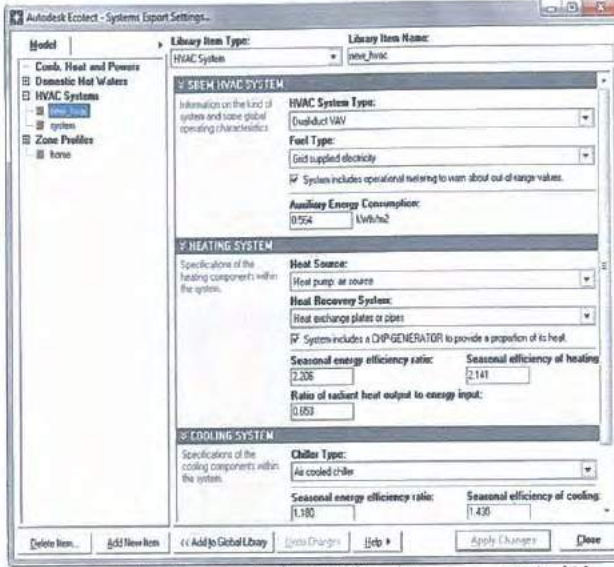 Autodesk Ecotect - Systems Export Settings...
Model
Comb. Heat and Powers
Domestic Hot Waters
HVAC Systems
new_hvac
system
Zone Profiles
home
Library Item Type:
HVAC System
Library Item Name:
new_hvac
SBEM HVAC SYSTEM
Information on the kind of
system and some global
operating characteristics
HVAC System Type:
Dual-duct VAV
Fuel Type:
Grid supplied electricity
System includes operational metering to warn about out-of-range values.
Auxiliary Energy Consumption:
0.564 kWh/m2
HEATING SYSTEM
Specifications of the
heating components within
the system.
Heat Source:
Heat pump: air source
Heat Recovery System:
Heat exchange plates or pipes
System includes a CHP-GENERATOR to provide a proportion of its heat.
Seasonal energy efficiency ratio:
2.206
Seasonal efficiency of heating
2.141
Ratio of radiant heat output to energy input:
0.653
COOLING SYSTEM
Specifications of the
cooling components within
the system.
Chiller Type:
Air cooled chiller
Seasonal energy efficiency ratio:
1.180
Seasonal efficiency of cooling:
1.430
Delete Item...
Add New Item
<< Add to Global Library
Undo Changes
Help
Apply Changes
Close